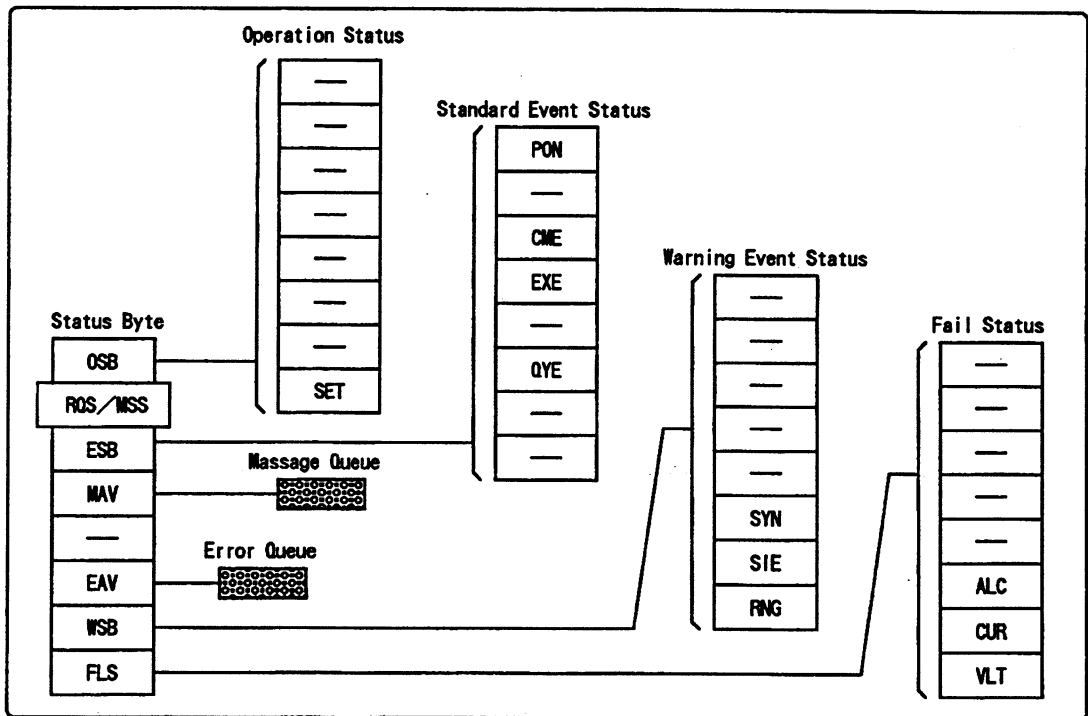 Operation Status
—
—
—
—
—
—
—
SET
Standard Event Status
PON
—
CME
EXE
—
QYE
—
—
Warning Event Status
—
—
—
—
—
SYN
SIE
RNG
Fail Status
—
—
—
—
—
ALC
CUR
VLT
Status Byte
OSB
RQS/MSS
ESB
MAV
—
EAV
WSB
FLS
Massage Queue
Error Queue